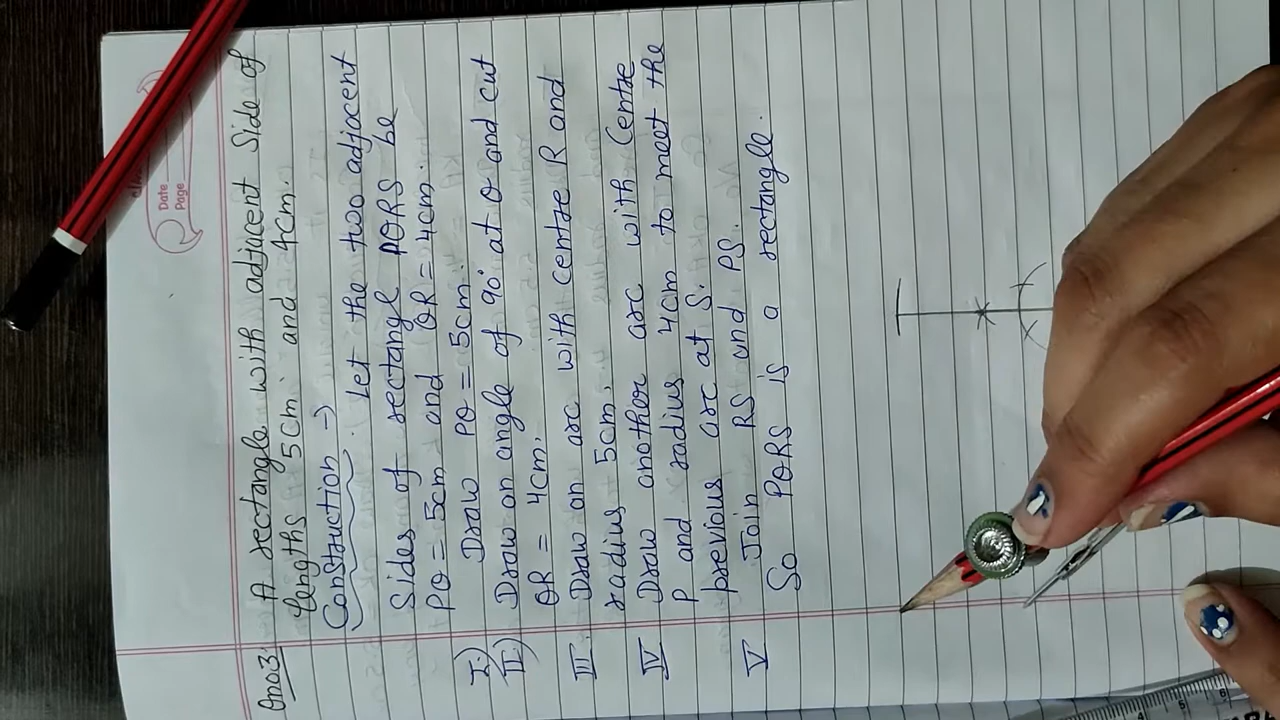 Date
Page
Qno3. A rectangle with adjacent side of
lengths 5cm. and 4cm.
Construction → Let the two adjacent
Sides of rectangl PQRS be
PQ = 5cm and QR = 4cm.
I.) Draw PQ = 5cm.
II.) Draw an angle of 90° at Q and cut
QR = 4cm.
III. Draw an arc with centre R and
radius 5cm.
IV Draw another arc with Centre
P and radius 4cm to meet the
previous arc at S.
V Join RS and PS.
So PQRS is a rectangle.